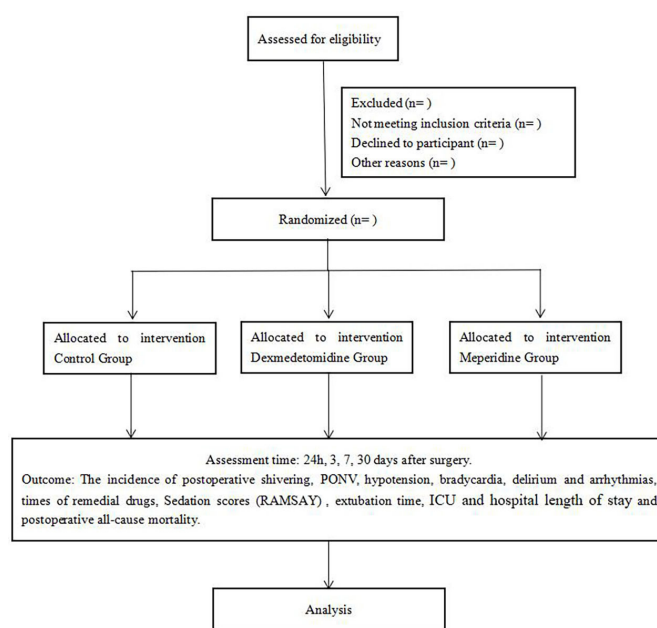 Assessed for eligibility
Excluded (n= )
Not meeting inclusion criteria (n= )
Declined to participant (n= )
Other reasons (n= )
Randomized (n= )
Allocated to intervention
Control Group
Allocated to intervention
Dexmedetomidine Group
Allocated to intervention
Meperidine Group
Assessment time: 24h, 3, 7, 30 days after surgery.
Outcome: The incidence of postoperative shivering, PONV, hypotension, bradycardia, delirium and arrhythmias,
times of remedial drugs, Sedation scores (RAMSAY) , extubation time, ICU and hospital length of stay and
postoperative all-cause mortality.
Analysis